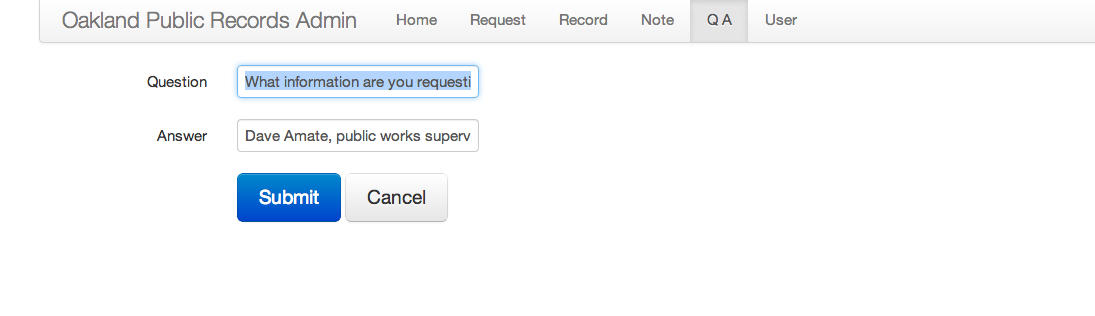 Oakland Public Records Admin Home Request Record Note Q A User
Question What information are you requesti
Answer Dave Amate, public works superv
Submit Cancel